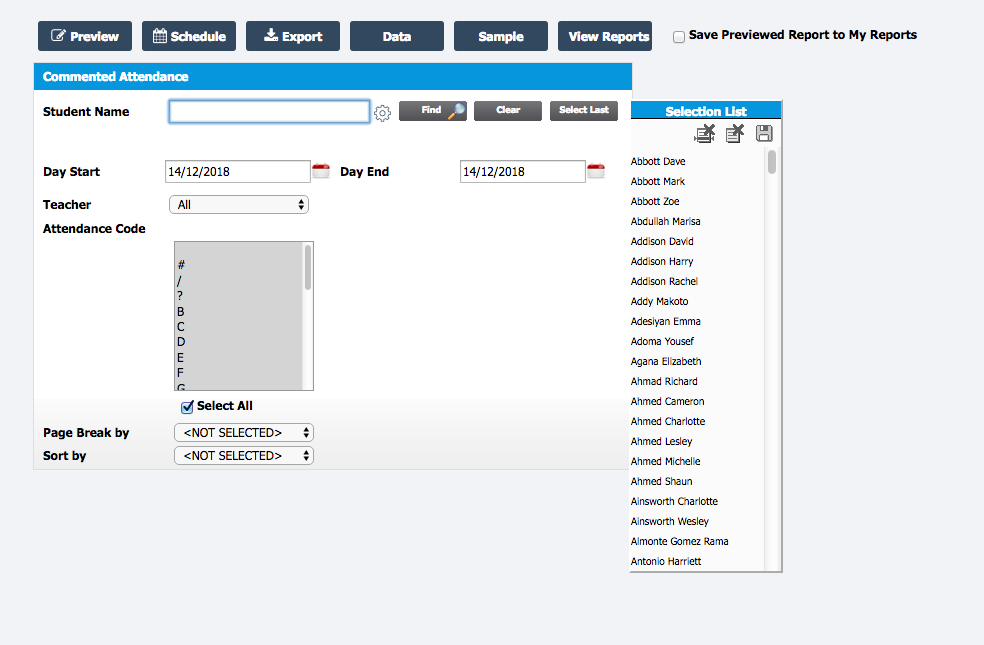 Preview Schedule Export Data Sample View Reports Save Previewed Report to My Reports
Commented Attendance
Student Name Find Clear Select Last
Day Start 14/12/2018 Day End 14/12/2018
Teacher All
Attendance Code
#
/
?
B
C
D
E
F
G
Select All
Page Break by <NOT SELECTED>
Sort by <NOT SELECTED>
Selection List
Abbott Dave
Abbott Mark
Abbott Zoe
Abdullah Marisa
Addison David
Addison Harry
Addison Rachel
Addy Makoto
Adesiyan Emma
Adoma Yousef
Agana Elizabeth
Ahmad Richard
Ahmed Cameron
Ahmed Charlotte
Ahmed Lesley
Ahmed Michelle
Ahmed Shaun
Ainsworth Charlotte
Ainsworth Wesley
Almonte Gomez Rama
Antonio Harriett